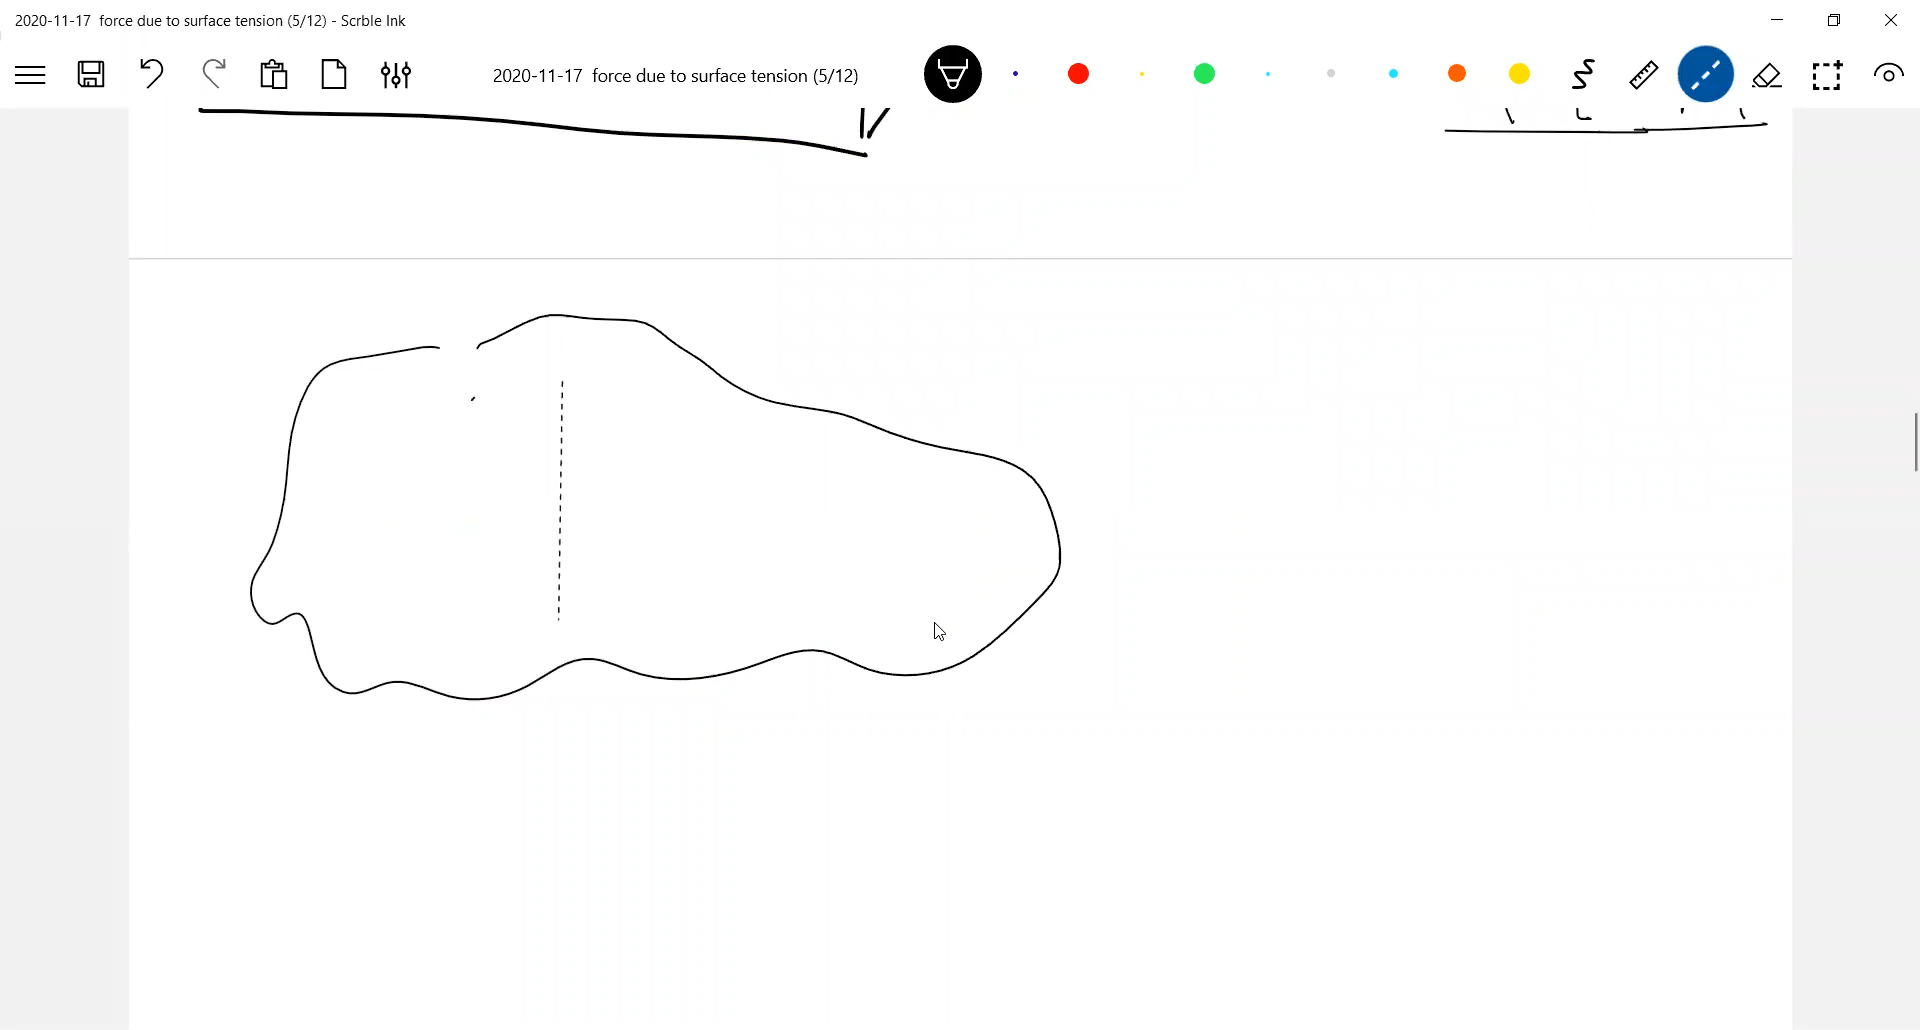 2020-11-17 force due to surface tension (5/12) - Scrble Ink
2020-11-17 force due to surface tension (5/12)